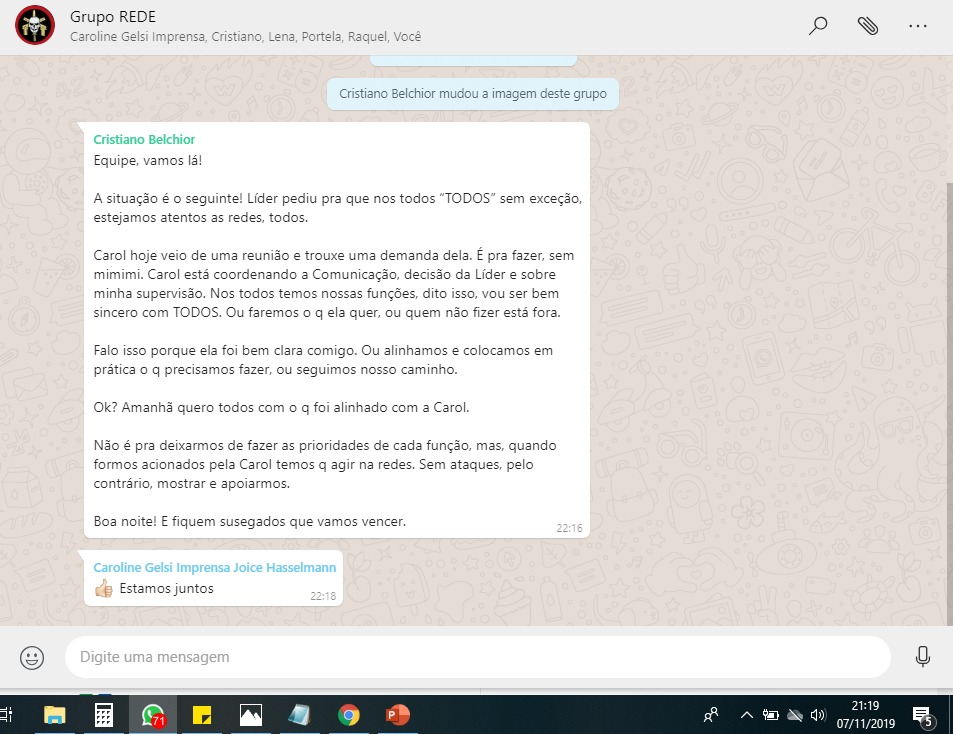 Grupo REDE
Caroline Gelsi Imprensa, Cristiano, Lena, Portela, Raquel, Você
Cristiano Belchior mudou a imagem deste grupo
Cristiano Belchior
Equipe, vamos lá!
A situação é o seguinte! Líder pediu pra que nos todos “TODOS” sem exceção,
estejamos atentos as redes, todos.
Carol hoje veio de uma reunião e trouxe uma demanda dela. É pra fazer, sem
mimimi. Carol está coordenando a Comunicação, decisão da Líder e sobre
minha supervisão. Nos todos temos nossas funções, dito isso, vou ser bem
sincero com TODOS. Ou faremos o q ela quer, ou quem não fizer está fora.
Falo isso porque ela foi bem clara comigo. Ou alinhamos e colocamos em
prática o q precisamos fazer, ou seguimos nosso caminho.
Ok? Amanhã quero todos com o q foi alinhado com a Carol.
Não é pra deixarmos de fazer as prioridades de cada função, mas, quando
formos acionados pela Carol temos q agir na redes. Sem ataques, pelo
contrário, mostrar e apoiarmos.
Boa noite! E fiquem susegados que vamos vencer.
22:16
Caroline Gelsi Imprensa Joice Hasselmann
👍🏼 Estamos juntos
22:18
Digite uma mensagem
71
P
21:19
07/11/2019
5